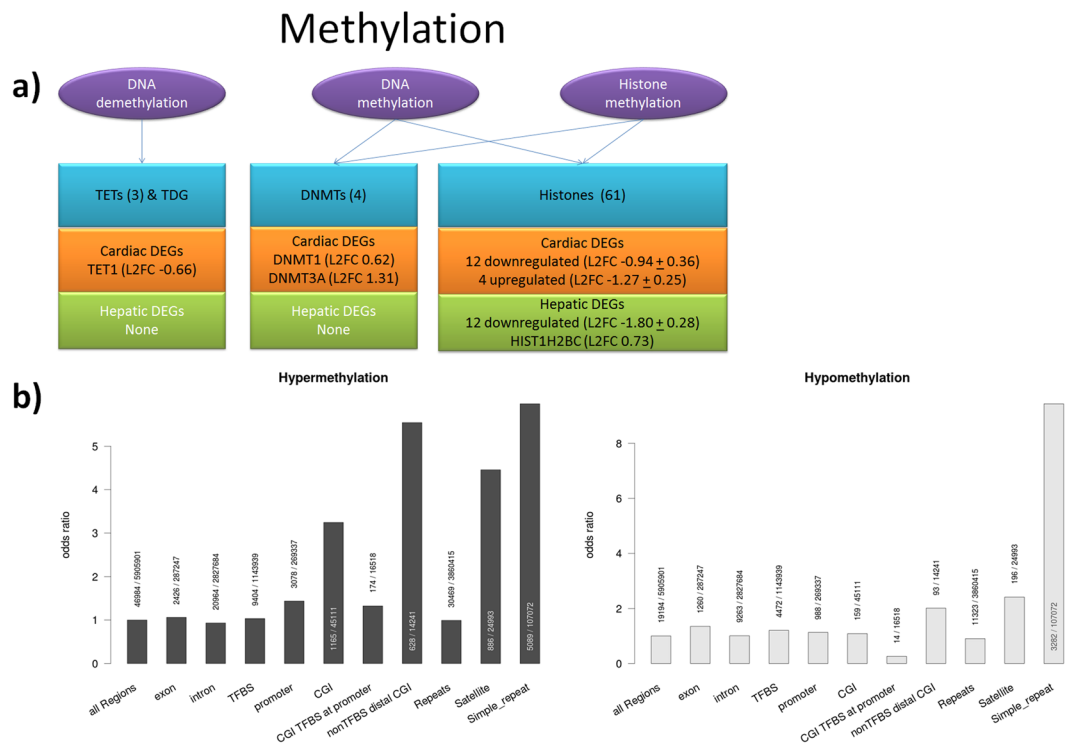 Methylation
a)
DNA
demethylation
DNA
methylation
Histone
methylation
TETs (3) & TDG
DNMTs (4)
Histones (61)
Cardiac DEGs
TET1 (L2FC -0.66)
Cardiac DEGs
DNMT1 (L2FC 0.62)
DNMT3A (L2FC 1.31)
Cardiac DEGs
12 downregulated (L2FC -0.94 ± 0.36)
4 upregulated (L2FC -1.27 ± 0.25)
Hepatic DEGs
None
Hepatic DEGs
None
Hepatic DEGs
12 downregulated (L2FC -1.80 ± 0.28)
HIST1H2BC (L2FC 0.73)
b)
Hypermethylation
odds ratio
5
4
3
2
1
0
46984 / 5905901
2426 / 287247
20964 / 2827684
9404 / 1143939
3078 / 269337
1165 / 45111
174 / 16518
628 / 14241
30469 / 3860415
886 / 24993
5089 / 107072
all Regions
exon
intron
TFBS
promoter
CGI
CGI TFBS at promoter
nonTFBS distal CGI
Repeats
Satellite
Simple_repeat
Hypomethylation
odds ratio
8
6
4
2
0
19194 / 5905901
1260 / 287247
9263 / 2827684
4472 / 1143939
988 / 269337
159 / 45111
14 / 16518
93 / 14241
11323 / 3860415
196 / 24993
3282 / 107072
all Regions
exon
intron
TFBS
promoter
CGI
CGI TFBS at promoter
nonTFBS distal CGI
Repeats
Satellite
Simple_repeat